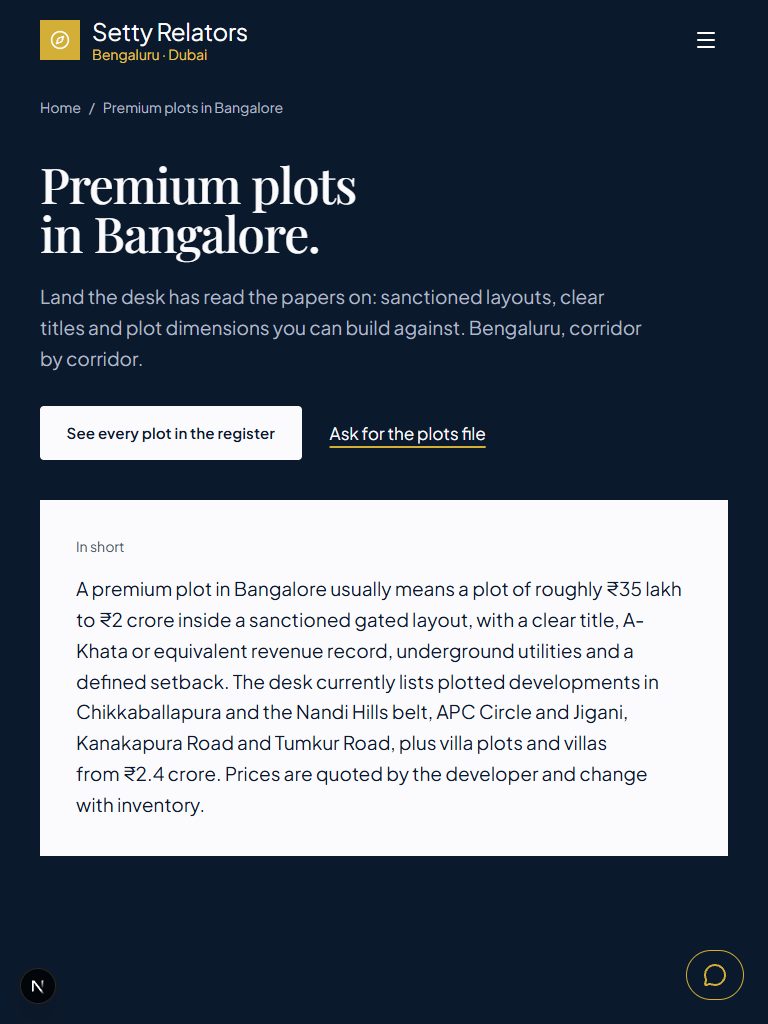 Setty Relators
Bengaluru · Dubai
Home / Premium plots in Bangalore
Premium plots
in Bangalore.
Land the desk has read the papers on: sanctioned layouts, clear
titles and plot dimensions you can build against. Bengaluru, corridor
by corridor.
See every plot in the register
Ask for the plots file
In short
A premium plot in Bangalore usually means a plot of roughly ₹35 lakh
to ₹2 crore inside a sanctioned gated layout, with a clear title, A-
Khata or equivalent revenue record, underground utilities and a
defined setback. The desk currently lists plotted developments in
Chikkaballapura and the Nandi Hills belt, APC Circle and Jigani,
Kanakapura Road and Tumkur Road, plus villa plots and villas
from ₹2.4 crore. Prices are quoted by the developer and change
with inventory.
N